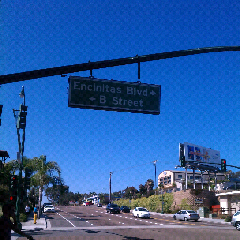 Encinitas Blvd→
← B Street